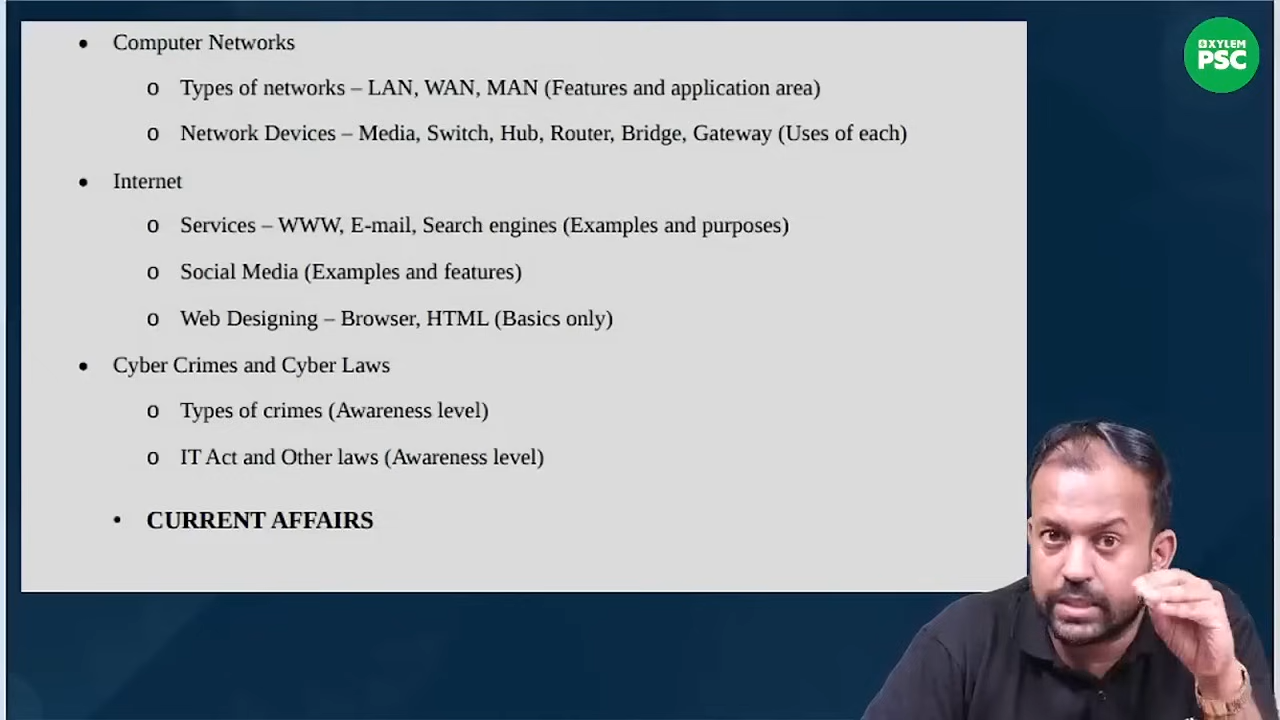 XYLEM
PSC
• Computer Networks
o Types of networks – LAN, WAN, MAN (Features and application area)
o Network Devices – Media, Switch, Hub, Router, Bridge, Gateway (Uses of each)
• Internet
o Services – WWW, E-mail, Search engines (Examples and purposes)
o Social Media (Examples and features)
o Web Designing – Browser, HTML (Basics only)
• Cyber Crimes and Cyber Laws
o Types of crimes (Awareness level)
o IT Act and Other laws (Awareness level)
• CURRENT AFFAIRS